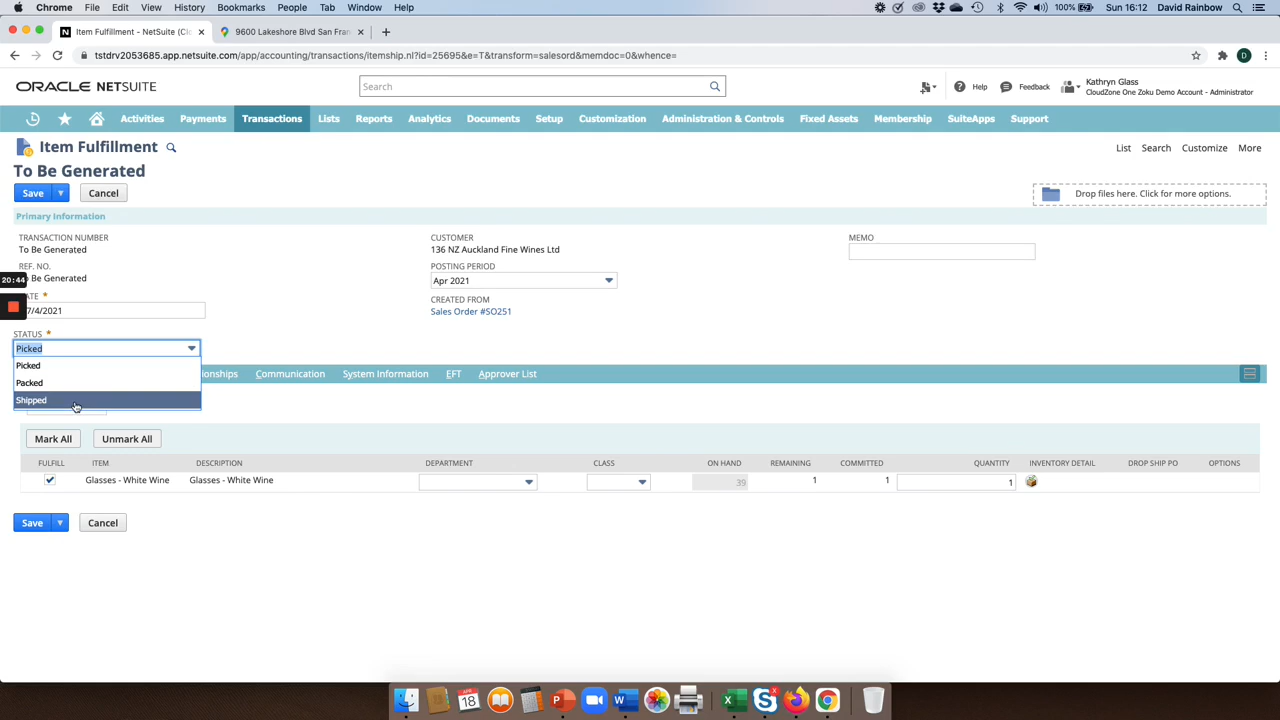 Chrome File Edit View History Bookmarks People Tab Window Help 100% Sun 16:12 David Rainbow
Item Fulfillment - NetSuite (Clo 9600 Lakeshore Blvd San Fran
tstdrv2053685.app.netsuite.com/app/accounting/transactions/itemship.nl?id=25695&e=T&transform=salesord&memdoc=0&whence= D
ORACLE NETSUITE Search Help Feedback Kathryn Glass
CloudZone One Zoku Demo Account - Administrator
Activities Payments Transactions Lists Reports Analytics Documents Setup Customization Administration & Controls Fixed Assets Membership SuiteApps Support
Item Fulfillment List Search Customize More
To Be Generated
Save Cancel Drop files here. Click for more options.
Primary Information
TRANSACTION NUMBER CUSTOMER MEMO
To Be Generated 136 NZ Auckland Fine Wines Ltd
REF. NO. POSTING PERIOD
o Be Generated Apr 2021
20:44
ATE * CREATED FROM
7/4/2021 Sales Order #SO251
STATUS *
Picked
Picked
Packed
Shipped
tionships Communication System Information EFT Approver List
Mark All Unmark All
FULFILL ITEM DESCRIPTION DEPARTMENT CLASS ON HAND REMAINING COMMITTED QUANTITY INVENTORY DETAIL DROP SHIP PO OPTIONS
Glasses - White Wine Glasses - White Wine 39 1 1 1
Save Cancel
APR 18